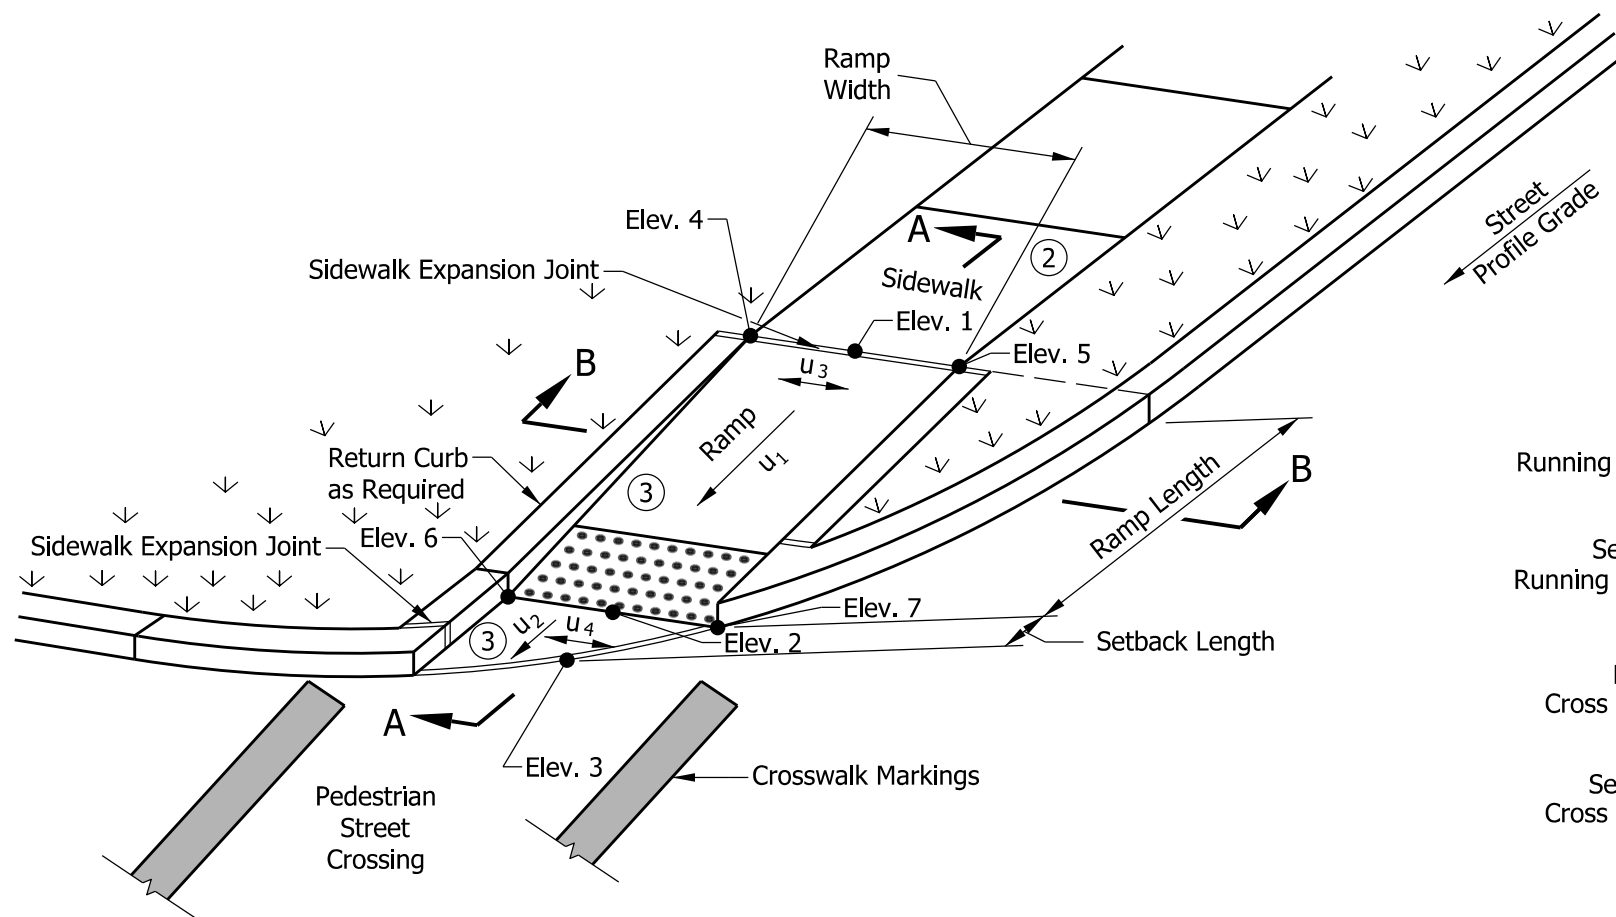 Ramp
Width
Elev. 4
A
2
Street
Profile Grade
Sidewalk Expansion Joint
Sidewalk
Elev. 1
Elev. 5
B
u3
Ramp
u1
Return Curb
as Required
3
Running
Ramp Length
B
Sidewalk Expansion Joint
Elev. 6
Se
Running
Elev. 7
3
u2
u4
Elev. 2
Setback Length
A
Cross
Elev. 3
Crosswalk Markings
Se
Cross
Pedestrian
Street
Crossing